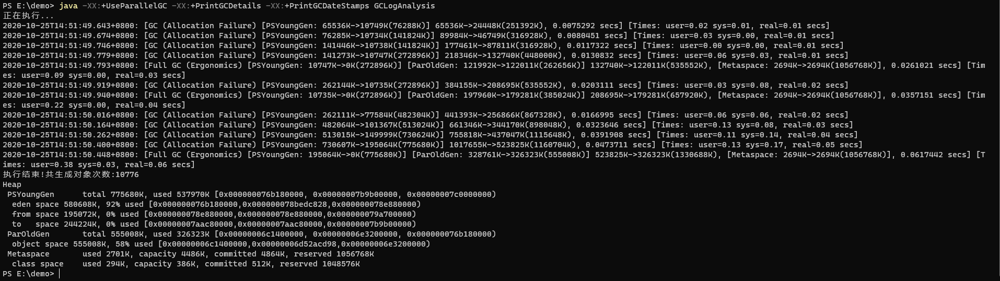 PS E:\demo> java -XX:+UseParallelGC -XX:+PrintGCDetails -XX:+PrintGCDateStamps GCLogAnalysis
正在执行...
2020-10-25T14:51:49.643+0800: [GC (Allocation Failure) [PSYoungGen: 65536K->10749K(76288K)] 65536K->24448K(251392K), 0.0075292 secs] [Times: user=0.02 sys=0.01, real=0.01 secs]
2020-10-25T14:51:49.674+0800: [GC (Allocation Failure) [PSYoungGen: 76285K->10734K(141824K)] 89984K->46749K(316928K), 0.0080451 secs] [Times: user=0.03 sys=0.00, real=0.01 secs]
2020-10-25T14:51:49.746+0800: [GC (Allocation Failure) [PSYoungGen: 141446K->10738K(141824K)] 177461K->87811K(316928K), 0.0117322 secs] [Times: user=0.00 sys=0.00, real=0.01 secs]
2020-10-25T14:51:49.779+0800: [GC (Allocation Failure) [PSYoungGen: 141273K->10747K(272896K)] 218346K->132740K(448000K), 0.0130832 secs] [Times: user=0.06 sys=0.03, real=0.01 secs]
2020-10-25T14:51:49.793+0800: [Full GC (Ergonomics) [PSYoungGen: 10747K->0K(272896K)] [ParOldGen: 121992K->122011K(262656K)] 132740K->122011K(535552K), [Metaspace: 2694K->2694K(1056768K)], 0.0261021 secs] [Tim
es: user=0.09 sys=0.00, real=0.03 secs]
2020-10-25T14:51:49.919+0800: [GC (Allocation Failure) [PSYoungGen: 262144K->10735K(272896K)] 384155K->208695K(535552K), 0.0203111 secs] [Times: user=0.03 sys=0.08, real=0.02 secs]
2020-10-25T14:51:49.940+0800: [Full GC (Ergonomics) [PSYoungGen: 10735K->0K(272896K)] [ParOldGen: 197960K->179281K(385024K)] 208695K->179281K(657920K), [Metaspace: 2694K->2694K(1056768K)], 0.0357151 secs] [Tim
es: user=0.22 sys=0.00, real=0.04 secs]
2020-10-25T14:51:50.016+0800: [GC (Allocation Failure) [PSYoungGen: 262111K->77584K(482304K)] 441393K->256866K(867328K), 0.0166995 secs] [Times: user=0.06 sys=0.06, real=0.02 secs]
2020-10-25T14:51:50.164+0800: [GC (Allocation Failure) [PSYoungGen: 482064K->101367K(513024K)] 661346K->344170K(898048K), 0.0323646 secs] [Times: user=0.13 sys=0.08, real=0.03 secs]
2020-10-25T14:51:50.262+0800: [GC (Allocation Failure) [PSYoungGen: 513015K->149999K(730624K)] 755818K->437047K(1115648K), 0.0391908 secs] [Times: user=0.11 sys=0.14, real=0.04 secs]
2020-10-25T14:51:50.400+0800: [GC (Allocation Failure) [PSYoungGen: 730607K->195064K(775680K)] 1017655K->523825K(1160704K), 0.0473711 secs] [Times: user=0.13 sys=0.17, real=0.05 secs]
2020-10-25T14:51:50.448+0800: [Full GC (Ergonomics) [PSYoungGen: 195064K->0K(775680K)] [ParOldGen: 328761K->326323K(555008K)] 523825K->326323K(1330688K), [Metaspace: 2694K->2694K(1056768K)], 0.0617442 secs] [T
imes: user=0.38 sys=0.03, real=0.06 secs]
执行结束!共生成对象次数:10776
Heap
 PSYoungGen      total 775680K, used 537970K [0x000000076b180000, 0x00000007b9b00000, 0x00000007c0000000)
  eden space 580608K, 92% used [0x000000076b180000,0x000000078bedc828,0x000000078e880000)
  from space 195072K, 0% used [0x000000078e880000,0x000000078e880000,0x000000079a700000)
  to   space 244224K, 0% used [0x00000007aac80000,0x00000007aac80000,0x00000007b9b00000)
 ParOldGen       total 555008K, used 326323K [0x00000006c1400000, 0x00000006e3200000, 0x000000076b180000)
  object space 555008K, 58% used [0x00000006c1400000,0x00000006d52acd98,0x00000006e3200000)
 Metaspace       used 2701K, capacity 4486K, committed 4864K, reserved 1056768K
  class space    used 294K, capacity 386K, committed 512K, reserved 1048576K
PS E:\demo>